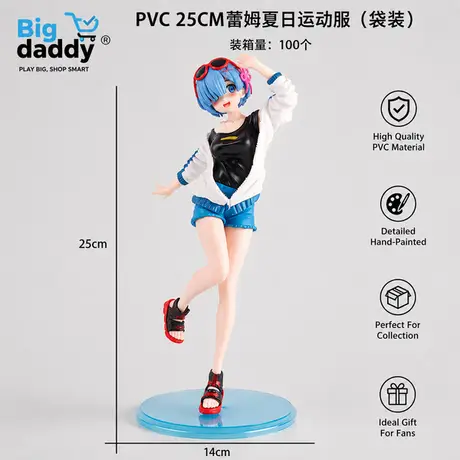 Big
daddy®
PLAY BIG, SHOP SMART
PVC 25CM蕾姆夏日运动服（袋装）
装箱量：100个
High Quality
PVC Material
Detailed
Hand-Painted
25cm
Perfect For
Collection
Ideal Gift
For Fans
14cm